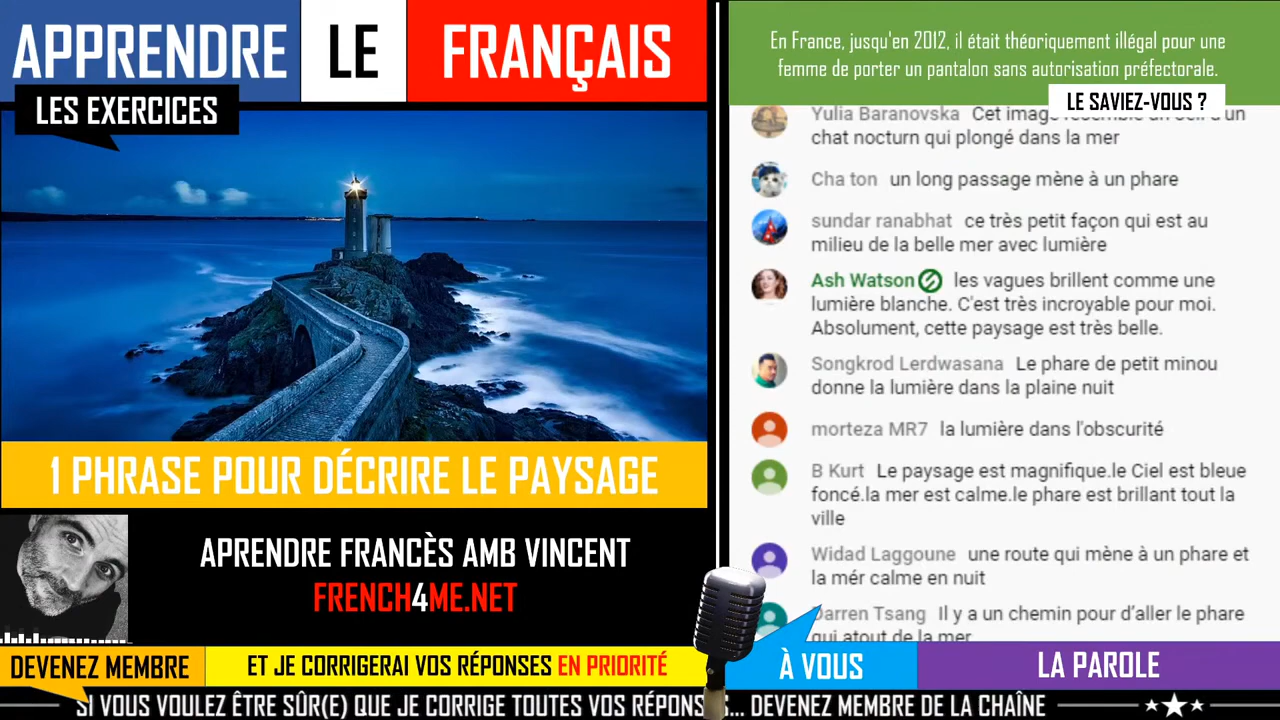 APPRENDRE LE FRANÇAIS
LES EXERCICES
1 PHRASE POUR DÉCRIRE LE PAYSAGE
APRENDRE FRANCÈS AMB VINCENT
FRENCH4ME.NET
DEVENEZ MEMBRE
ET JE CORRIGERAI VOS RÉPONSES EN PRIORITÉ
En France, jusqu'en 2012, il était théoriquement illégal pour une
femme de porter un pantalon sans autorisation préfectorale.
LE SAVIEZ-VOUS ?
Yulia Baranovska Cet image un
chat nocturn qui plongé dans la mer
Cha ton un long passage mène à un phare
sundar ranabhat ce très petit façon qui est au
milieu de la belle mer avec lumière
Ash Watson les vagues brillent comme une
lumière blanche. C'est très incroyable pour moi.
Absolument, cette paysage est très belle.
Songkrod Lerdwasana Le phare de petit minou
donne la lumière dans la plaine nuit
morteza MR7 la lumière dans l'obscurité
B Kurt Le paysage est magnifique.le Ciel est bleue
foncé.la mer est calme.le phare est brillant tout la
ville
Widad Laggoune une route qui mène à un phare et
la mér calme en nuit
Darren Tsang Il y a un chemin pour d’aller le phare
qui atout de la mer
À VOUS
LA PAROLE
SI VOUS VOULEZ ÊTRE SÛR(E) QUE JE CORRIGE TOUTES VOS RÉPONS... DEVENEZ MEMBRE DE LA CHAÎNE